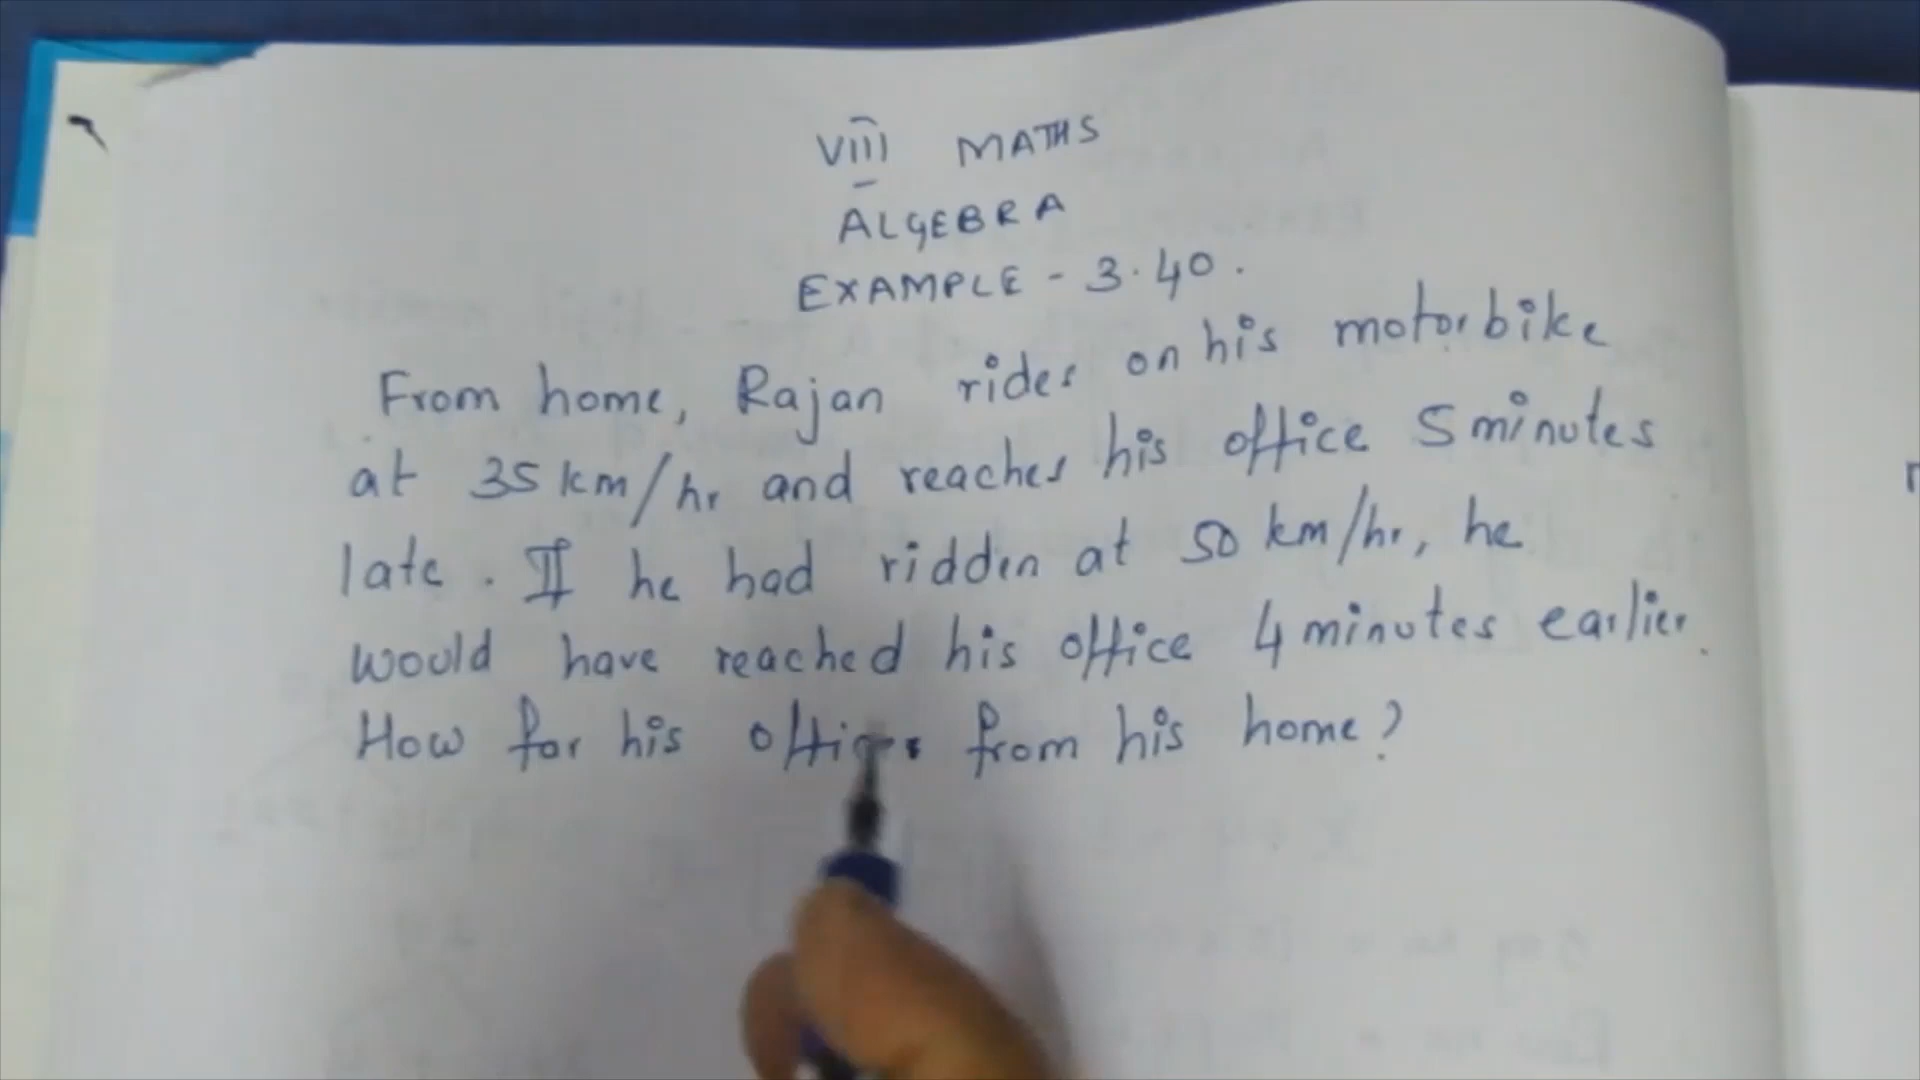 VIII MATHS
ALGEBRA
EXAMPLE - 3.40.
From home, Rajan rides on his motorbike
at 35 km/hr and reaches his office 5 minutes
late. If he had ridden at 50 km/hr, he
would have reached his office 4 minutes earlier.
How far his from his home?